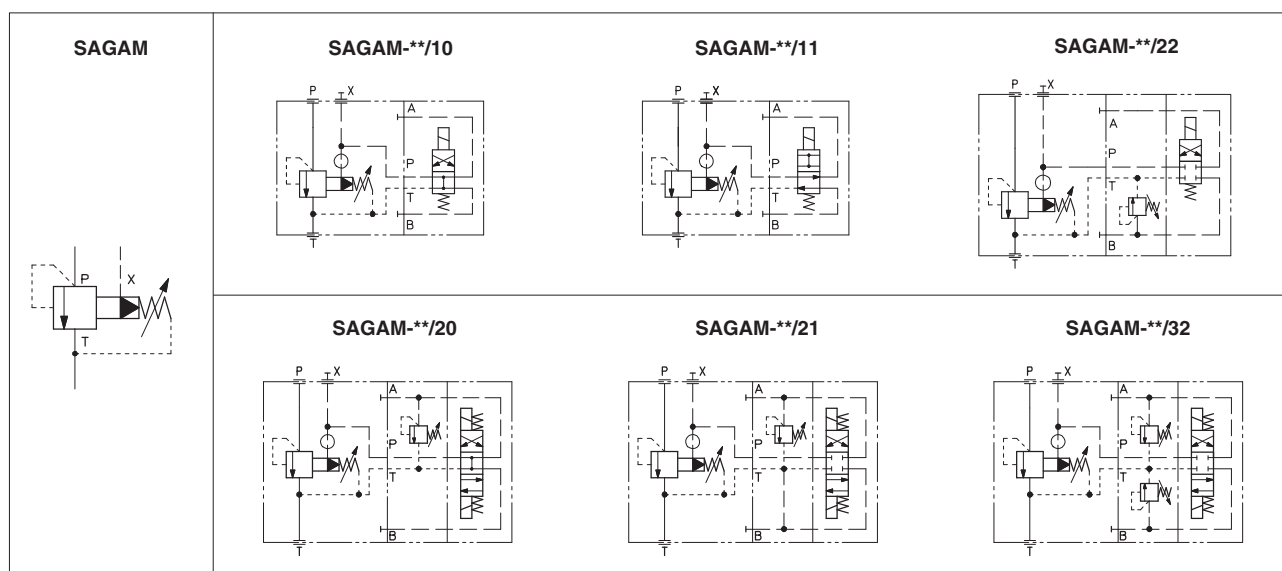 SAGAM
P
X
T
SAGAM-**/10
P
X
A
P
T
B
T
SAGAM-**/11
P
X
A
P
T
B
T
SAGAM-**/22
P
X
A
P
T
B
T
SAGAM-**/20
P
X
A
P
T
B
T
SAGAM-**/21
P
X
A
P
T
B
T
SAGAM-**/32
P
X
A
P
T
B
T